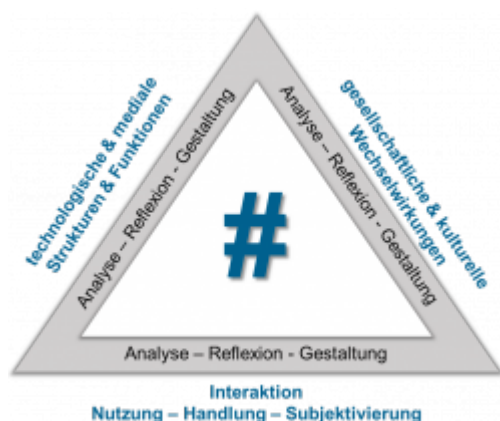 technologische & mediale
Strukturen & Funktionen
Analyse – Reflexion - Gestaltung
#
Analyse – Reflexion - Gestaltung
gesellschaftliche & kulturelle
Wechselwirkungen
Analyse – Reflexion - Gestaltung
Interaktion
Nutzung – Handlung – Subjektivierung